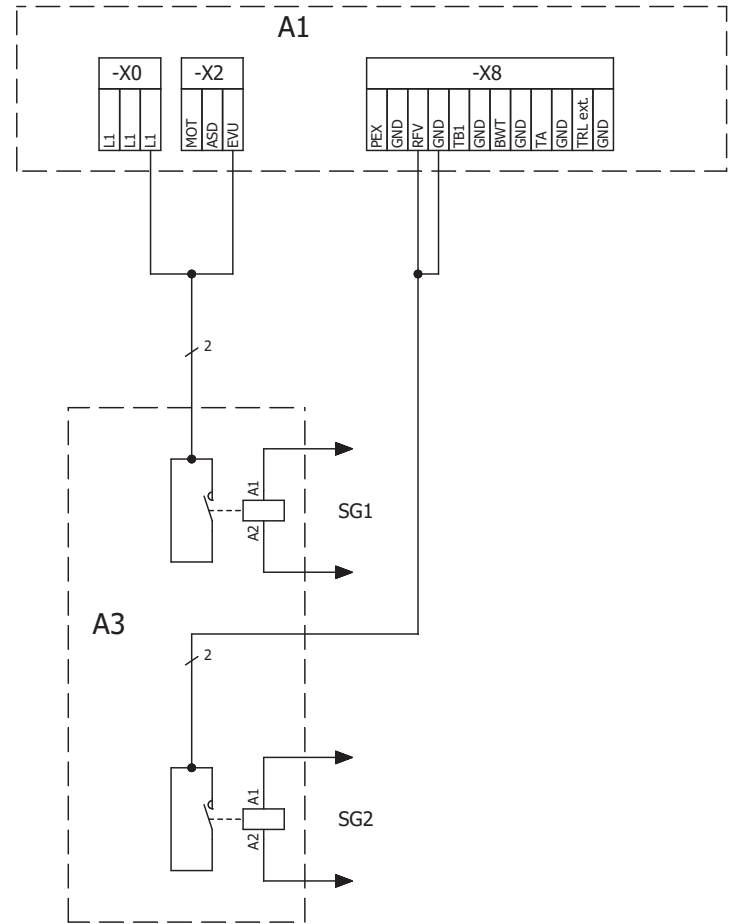 A1
-X0 -X2 -X8
L1 L1 L1 MOT ASD EVU PEX GND RFV GND TB1 GND BWT GND TA GND TRL ext. GND
2
A1
SG1
A2
A3
2
A1
SG2
A2